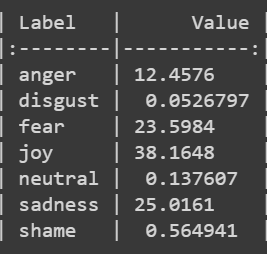 | Label   |      Value |
|:--------|-----------:|
| anger   | 12.4576    |
| disgust |  0.0526797 |
| fear    | 23.5984    |
| joy     | 38.1648    |
| neutral |  0.137607  |
| sadness | 25.0161    |
| shame   |  0.564941  |